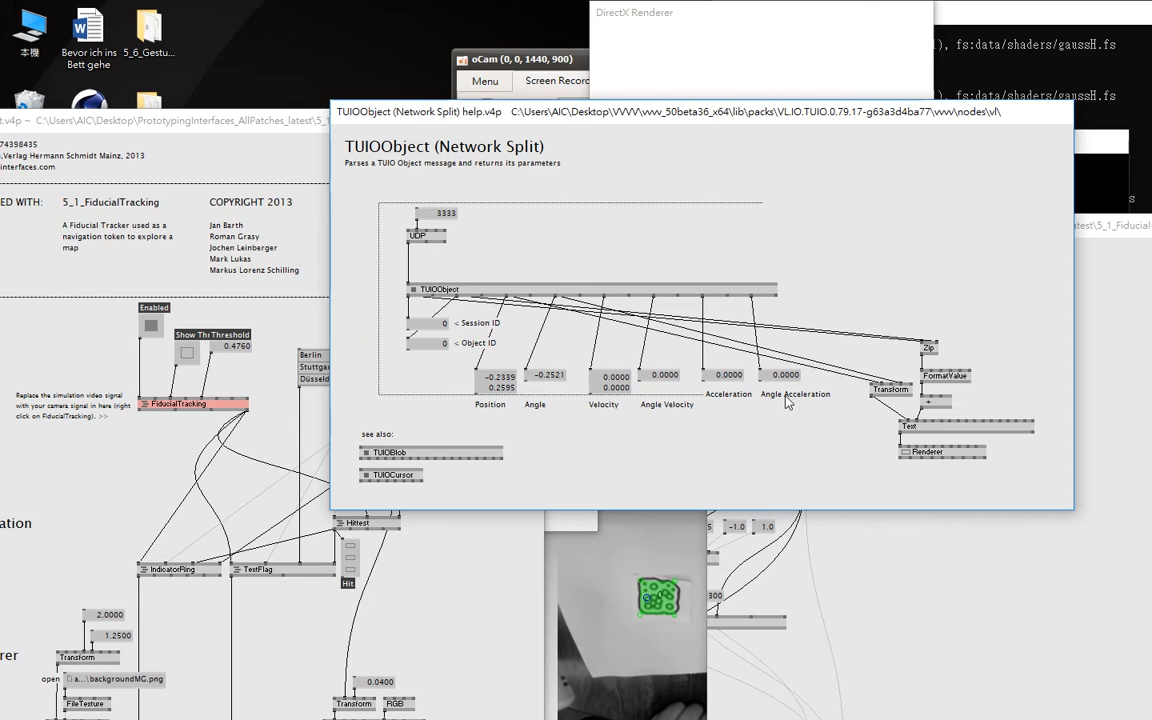 本機
Bevor ich ins
Bett gehe
5_6_Gestu...
DirectX Renderer
oCam (0, 0, 1440, 900)
Menu
Screen Recor
), fs:data/shaders/gaussH.fs
), fs:data/shaders/gaussH.fs
TUIOObject (Network Split) help.v4p C:\Users\AIC\Desktop\VVVV\vvvv_50beta36_x64\lib\packs\VL.IO.TUIO.0.79.17-g63a3d4ba77\vvvv\nodes\vl\
t.v4p ~ C:\Users\AIC\Desktop\PrototypingInterfaces_AllPatches_latest\5_1
74398435
,Verlag Hermann Schmidt Mainz, 2013
interfaces.com
ED WITH:
5_1_FiducialTracking
COPYRIGHT 2013
A Fiducial Tracker used as a
navigation token to explore a
map
Jan Barth
Roman Grasy
Jochen Leinberger
Mark Lukas
Markus Lorenz Schilling
atest\5_1_Fiducial-
TUIOObject (Network Split)
Parses a TUIO Object message and returns its parameters
3333
UDP
TUIOObject
0 < Session ID
0 < Object ID
-0.2339
0.2595
-0.2521
0.0000
0.0000
0.0000
0.0000
0.0000
Position
Angle
Velocity
Angle Velocity
Acceleration
Angle Acceleration
Zip
FormatValue
Transform
+
Text
Renderer
see also:
TUIOBlob
TUIOCursor
Enabled
Threshold
0.4760
Berlin
Stuttgar
Düsseld
Replace the simulation video signal
with your camera signal in here (right
click on FiducialTracking). >>
FiducialTracking
ation
Hittest
IndicatorRing
TestFlag
Hit
2.0000
1.2500
rer
Transform
open
a...\backgroundMG.png
FileTexture
0.0400
Transform
RGB
5
-1.0
1.0
300
0